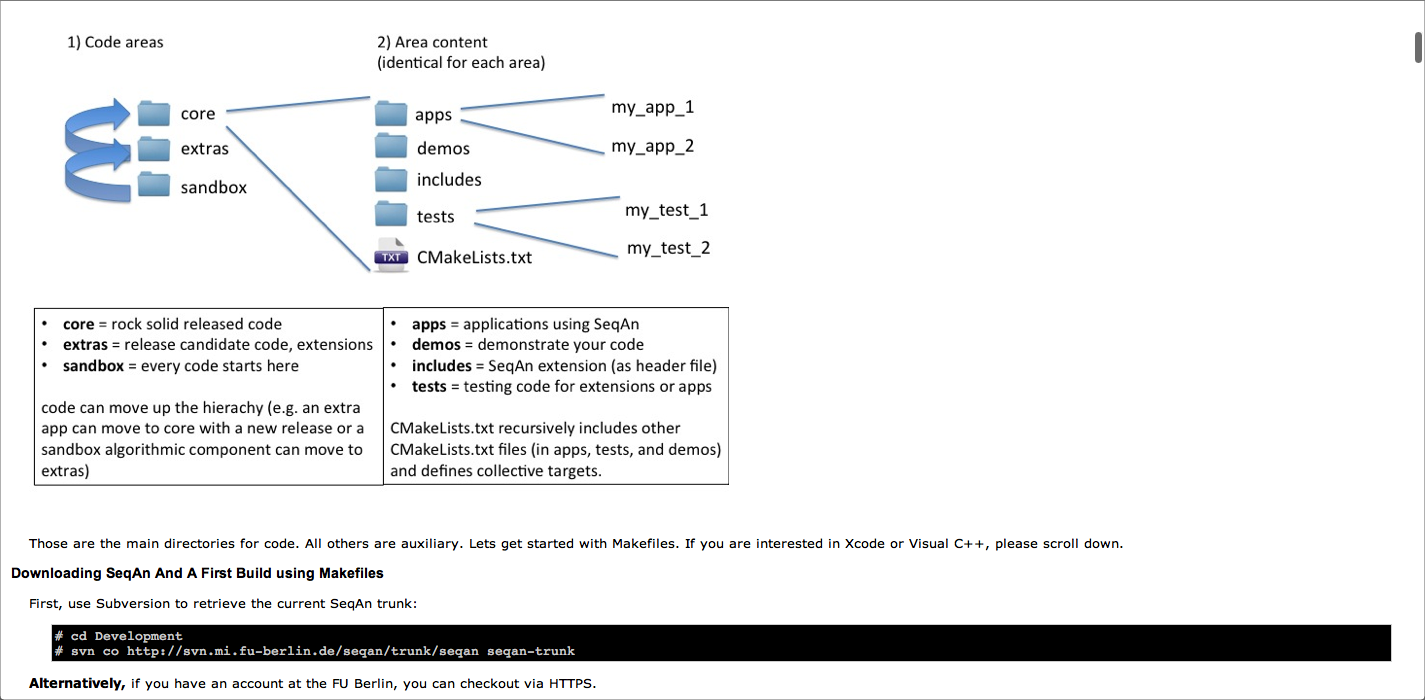 1) Code areas
2) Area content
(identical for each area)
core
extras
sandbox
apps
demos
includes
tests
TXT
CMakeLists.txt
my_app_1
my_app_2
my_test_1
my_test_2
• core = rock solid released code
• extras = release candidate code, extensions
• sandbox = every code starts here
code can move up the hierachy (e.g. an extra
app can move to core with a new release or a
sandbox algorithmic component can move to
extras)
• apps = applications using SeqAn
• demos = demonstrate your code
• includes = SeqAn extension (as header file)
• tests = testing code for extensions or apps
CMakeLists.txt recursively includes other
CMakeLists.txt files (in apps, tests, and demos)
and defines collective targets.
Those are the main directories for code. All others are auxiliary. Lets get started with Makefiles. If you are interested in Xcode or Visual C++, please scroll down.
Downloading SeqAn And A First Build using Makefiles
First, use Subversion to retrieve the current SeqAn trunk:
# cd Development
# svn co http://svn.mi.fu-berlin.de/seqan/trunk/seqan seqan-trunk
Alternatively, if you have an account at the FU Berlin, you can checkout via HTTPS.